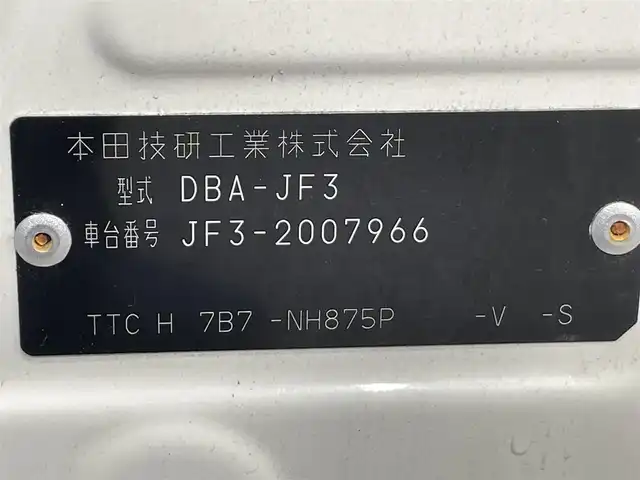 本田技研工業株式会社
型式 DBA-JF3
車台番号 JF3-2007966
TTC H 7B7 -NH875P -V -S